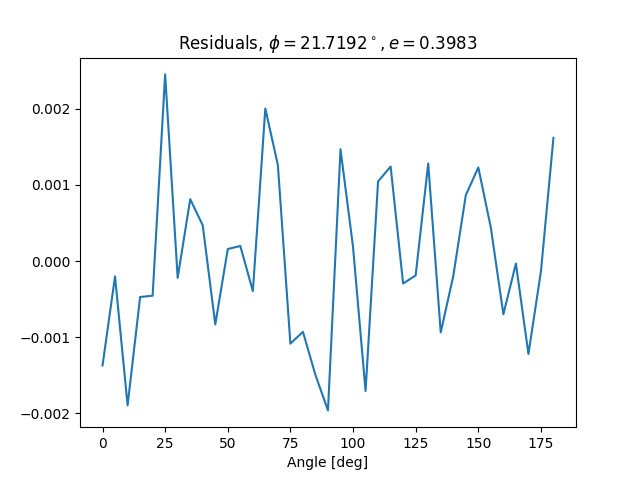 Residuals, ϕ = 21.7192°, e = 0.3983
0.002
0.001
0.000
−0.001
−0.002
0 25 50 75 100 125 150 175
Angle [deg]